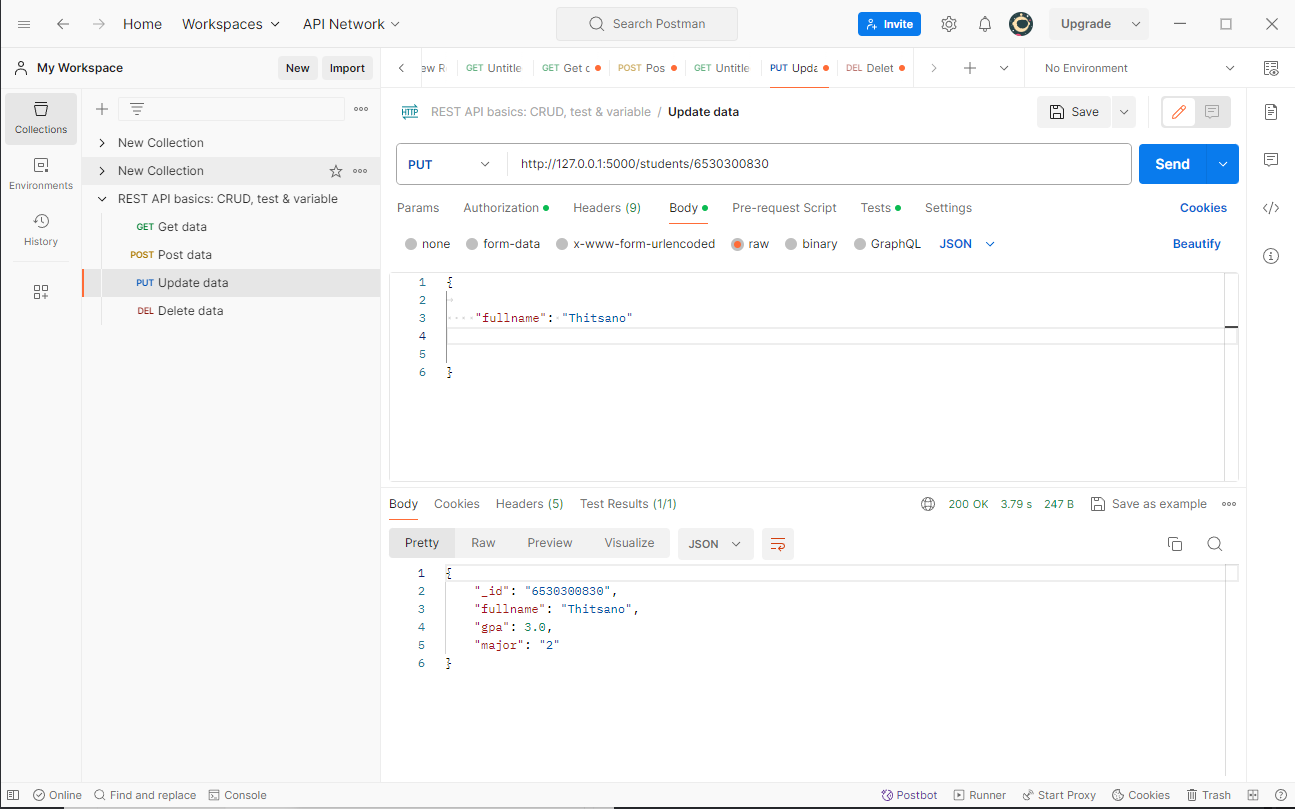 Home Workspaces API Network Search Postman Invite Upgrade
My Workspace New Import
GET Untitle GET Get POST Pos GET Untitle PUT Upda DEL Delet No Environment
Collections
Environments
History
New Collection
New Collection
REST API basics: CRUD, test & variable
GET Get data
POST Post data
PUT Update data
DEL Delete data
HTTP REST API basics: CRUD, test & variable / Update data Save
PUT http://127.0.0.1:5000/students/6530300830 Send
Params Authorization Headers (9) Body Pre-request Script Tests Settings Cookies
none form-data x-www-form-urlencoded raw binary GraphQL JSON Beautify
1 {
2
3 "fullname": "Thitsano"
4
5
6 }
Body Cookies Headers (5) Test Results (1/1) 200 OK 3.79 s 247 B Save as example
Pretty Raw Preview Visualize JSON
1 {
2 "_id": "6530300830",
3 "fullname": "Thitsano",
4 "gpa": 3.0,
5 "major": "2"
6 }
Online Find and replace Console Postbot Runner Start Proxy Cookies Trash